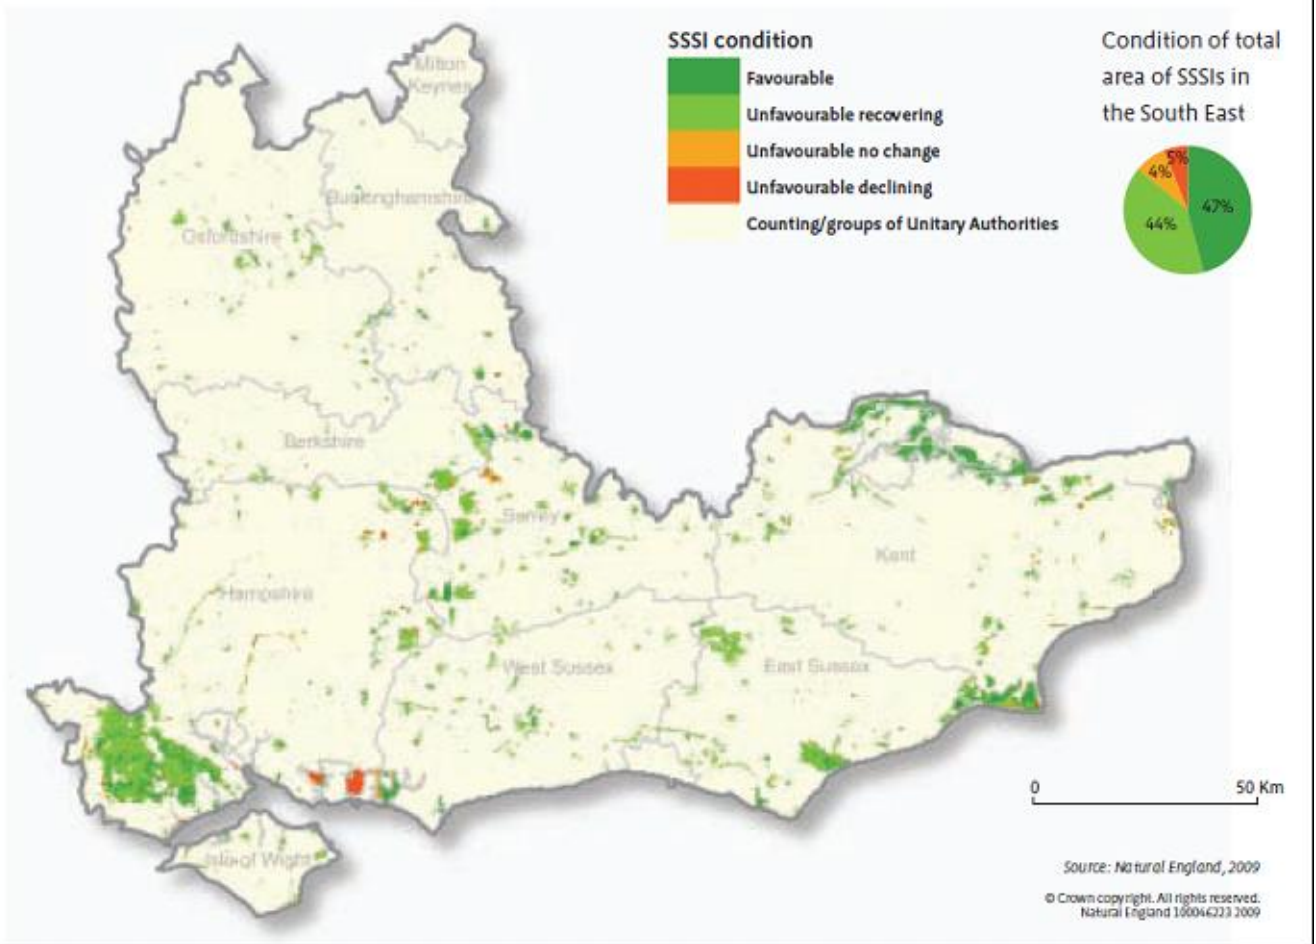 SSSI condition
Favourable
Unfavourable recovering
Unfavourable no change
Unfavourable declining
Counting/groups of Unitary Authorities
Condition of total
area of SSSIs in
the South East
5%
4%
47%
44%
Milton
Keynes
Buckinghamshire
Oxfordshire
Berkshire
Surrey
Kent
Hampshire
West Sussex
East Sussex
Isle of Wight
0 50 Km
Source: Natural England, 2009
© Crown copyright. All rights reserved.
Natural England 100046223 2009